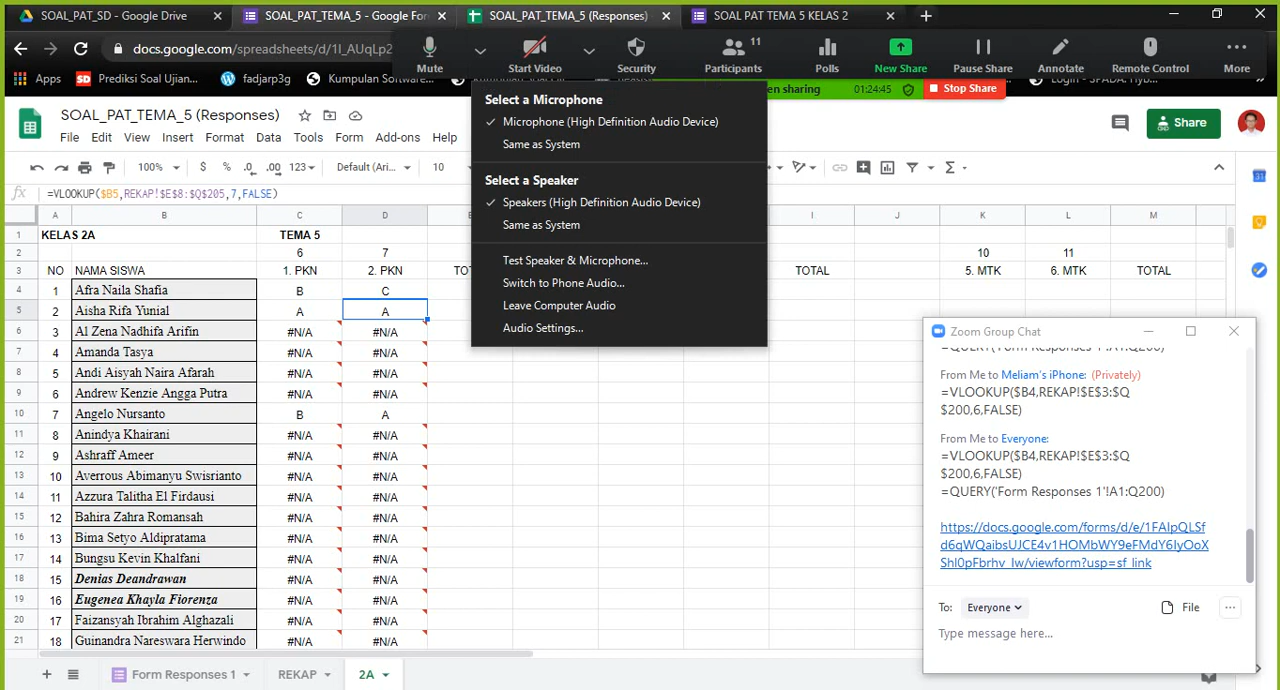 SOAL_PAT_SD - Google Drive
SOAL_PAT_TEMA_5 - Google For
SOAL_PAT_TEMA_5 (Responses)
SOAL PAT TEMA 5 KELAS 2
docs.google.com/spreadsheets/d/1I_AUqLp2
Mute
Start Video
Security
Participants 11
Polls
New Share
Pause Share
Annotate
Remote Control
More
Apps
Prediksi Soal Ujian...
fadjarp3g
Kumpulan Software...
en sharing
01:24:45
Stop Share
SOAL_PAT_TEMA_5 (Responses)
File Edit View Insert Format Data Tools Form Add-ons Help
Share
100% $ % .0 .00 123 Default (Ari... 10
=VLOOKUP($B5,REKAP!$E$8:$Q$205,7,FALSE)
Select a Microphone
Microphone (High Definition Audio Device)
Same as System
Select a Speaker
Speakers (High Definition Audio Device)
Same as System
Test Speaker & Microphone...
Switch to Phone Audio...
Leave Computer Audio
Audio Settings...
A B C D I J K L M
1 KELAS 2A TEMA 5
2 6 7 10 11
3 NO NAMA SISWA 1. PKN 2. PKN TOTAL 5. MTK 6. MTK TOTAL
4 1 Afra Naila Shafia B C
5 2 Aisha Rifa Yunial A A
6 3 Al Zena Nadhifa Arifin #N/A #N/A
7 4 Amanda Tasya #N/A #N/A
8 5 Andi Aisyah Naira Afarah #N/A #N/A
9 6 Andrew Kenzie Angga Putra #N/A #N/A
10 7 Angelo Nursanto B A
11 8 Anindya Khairani #N/A #N/A
12 9 Ashraff Ameer #N/A #N/A
13 10 Averrous Abimanyu Swisrianto #N/A #N/A
14 11 Azzura Talitha El Firdausi #N/A #N/A
15 12 Bahira Zahra Romansah #N/A #N/A
16 13 Bima Setyo Aldipratama #N/A #N/A
17 14 Bungsu Kevin Khalfani #N/A #N/A
18 15 Denias Deandrawan #N/A #N/A
19 16 Eugenea Khayla Fiorenza #N/A #N/A
20 17 Faizansyah Ibrahim Alghazali #N/A #N/A
21 18 Guinandra Nareswara Herwindo #N/A #N/A
Form Responses 1
REKAP
2A
Zoom Group Chat
=QUERY('Form Responses 1'!A1:Q200)
From Me to Meliam's iPhone: (Privately)
=VLOOKUP($B4,REKAP!$E$3:$Q
$200,6,FALSE)
From Me to Everyone:
=VLOOKUP($B4,REKAP!$E$3:$Q
$200,6,FALSE)
=QUERY('Form Responses 1'!A1:Q200)
https://docs.google.com/forms/d/e/1FAIpQLSf
d6qWQaibsUJCE4v1HOMbWY9eFMdY6IyOoX
Shl0pFbrhv_Iw/viewform?usp=sf_link
To: Everyone File
Type message here...